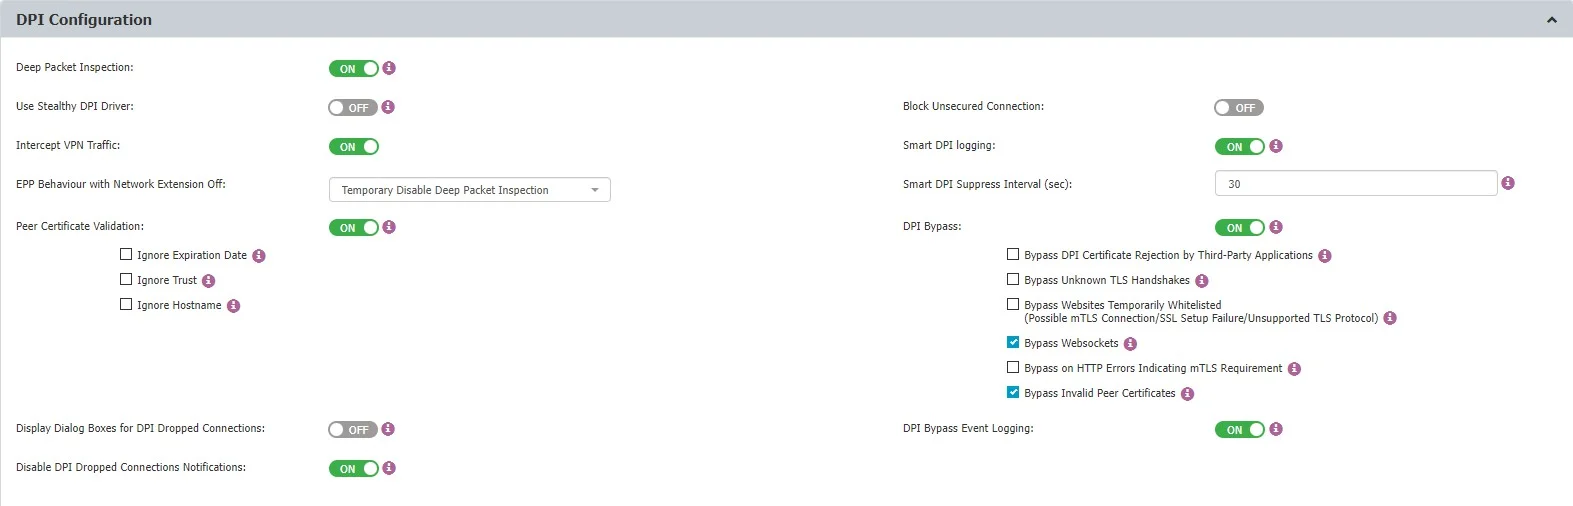 DPI Configuration
Deep Packet Inspection:
ON
Use Stealthy DPI Driver:
OFF
Block Unsecured Connection:
OFF
Intercept VPN Traffic:
ON
Smart DPI logging:
ON
EPP Behaviour with Network Extension Off:
Temporary Disable Deep Packet Inspection
Smart DPI Suppress Interval (sec):
30
Peer Certificate Validation:
ON
DPI Bypass:
ON
Ignore Expiration Date
Ignore Trust
Ignore Hostname
Bypass DPI Certificate Rejection by Third-Party Applications
Bypass Unknown TLS Handshakes
Bypass Websites Temporarily Whitelisted
(Possible mTLS Connection/SSL Setup Failure/Unsupported TLS Protocol)
Bypass Websockets
Bypass on HTTP Errors Indicating mTLS Requirement
Bypass Invalid Peer Certificates
Display Dialog Boxes for DPI Dropped Connections:
OFF
DPI Bypass Event Logging:
ON
Disable DPI Dropped Connections Notifications:
ON